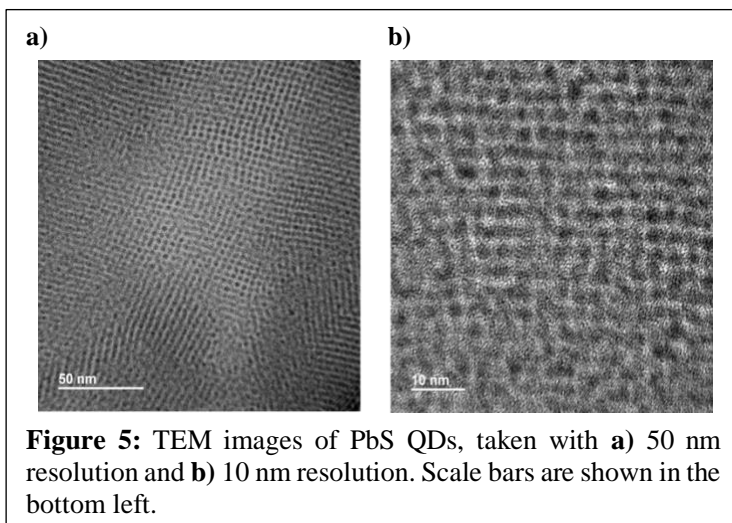 a)
b)
50 nm
10 nm
Figure 5: TEM images of PbS QDs, taken with a) 50 nm
resolution and b) 10 nm resolution. Scale bars are shown in the
bottom left.